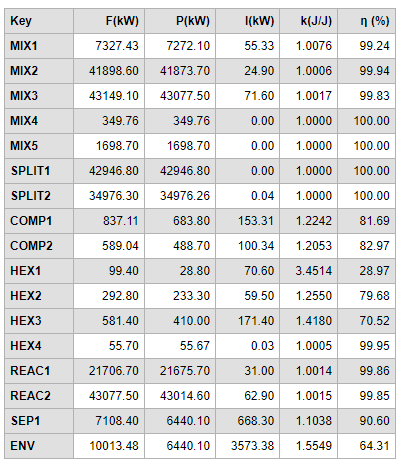 Key F(kW) P(kW) I(kW) k(J/J) η (%)
MIX1 7327.43 7272.10 55.33 1.0076 99.24
MIX2 41898.60 41873.70 24.90 1.0006 99.94
MIX3 43149.10 43077.50 71.60 1.0017 99.83
MIX4 349.76 349.76 0.00 1.0000 100.00
MIX5 1698.70 1698.70 0.00 1.0000 100.00
SPLIT1 42946.80 42946.80 0.00 1.0000 100.00
SPLIT2 34976.30 34976.26 0.04 1.0000 100.00
COMP1 837.11 683.80 153.31 1.2242 81.69
COMP2 589.04 488.70 100.34 1.2053 82.97
HEX1 99.40 28.80 70.60 3.4514 28.97
HEX2 292.80 233.30 59.50 1.2550 79.68
HEX3 581.40 410.00 171.40 1.4180 70.52
HEX4 55.70 55.67 0.03 1.0005 99.95
REAC1 21706.70 21675.70 31.00 1.0014 99.86
REAC2 43077.50 43014.60 62.90 1.0015 99.85
SEP1 7108.40 6440.10 668.30 1.1038 90.60
ENV 10013.48 6440.10 3573.38 1.5549 64.31